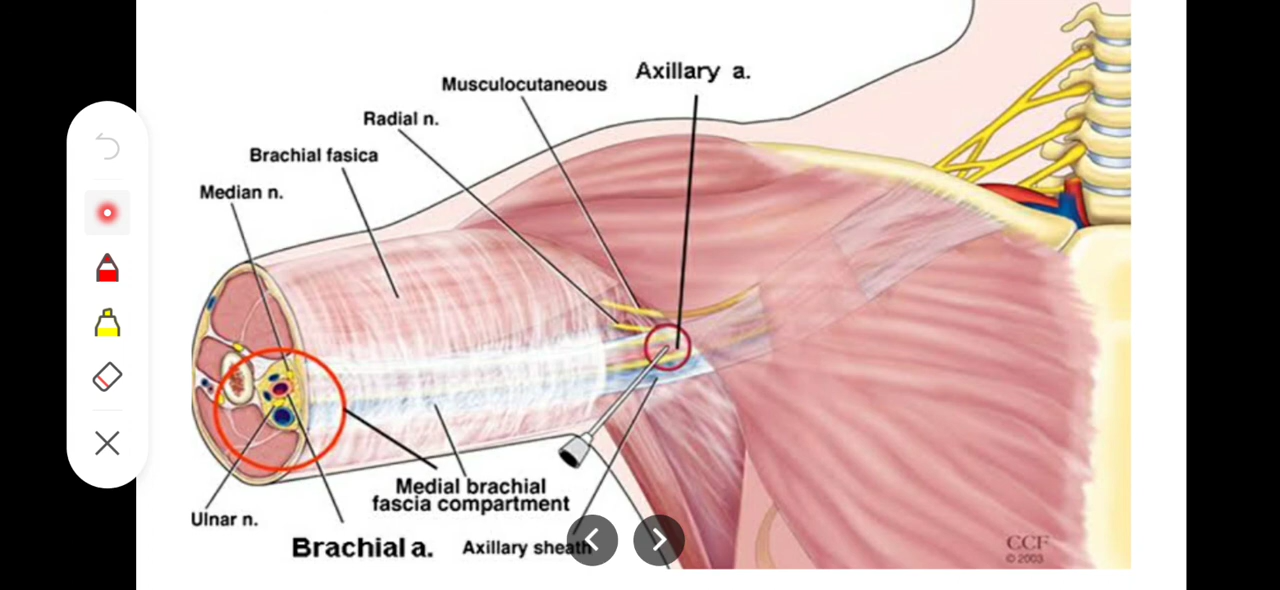 Axillary a.
Musculocutaneous
Radial n.
Brachial fasica
Median n.
Medial brachial
fascia compartment
Ulnar n.
Brachial a.
Axillary sheath
CCF
© 2003